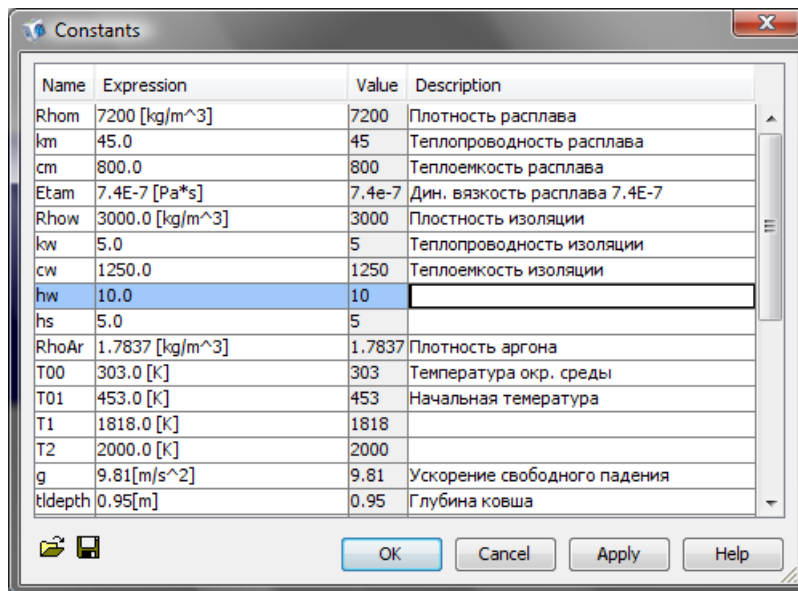 Constants
Name Expression Value Description
Rhom 7200 [kg/m^3] 7200 Плотность расплава
km 45.0 45 Теплопроводность расплава
cm 800.0 800 Теплоемкость расплава
Etam 7.4E-7 [Pa*s] 7.4e-7 Дин. вязкость расплава 7.4E-7
Rhow 3000.0 [kg/m^3] 3000 Плостность изоляции
kw 5.0 5 Теплопроводность изоляции
cw 1250.0 1250 Теплоемкость изоляции
hw 10.0 10
hs 5.0 5
RhoAr 1.7837 [kg/m^3] 1.7837 Плотность аргона
T00 303.0 [K] 303 Температура окр. среды
T01 453.0 [K] 453 Начальная темература
T1 1818.0 [K] 1818
T2 2000.0 [K] 2000
g 9.81[m/s^2] 9.81 Ускорение свободного падения
tldepth 0.95[m] 0.95 Глубина ковша
OK Cancel Apply Help